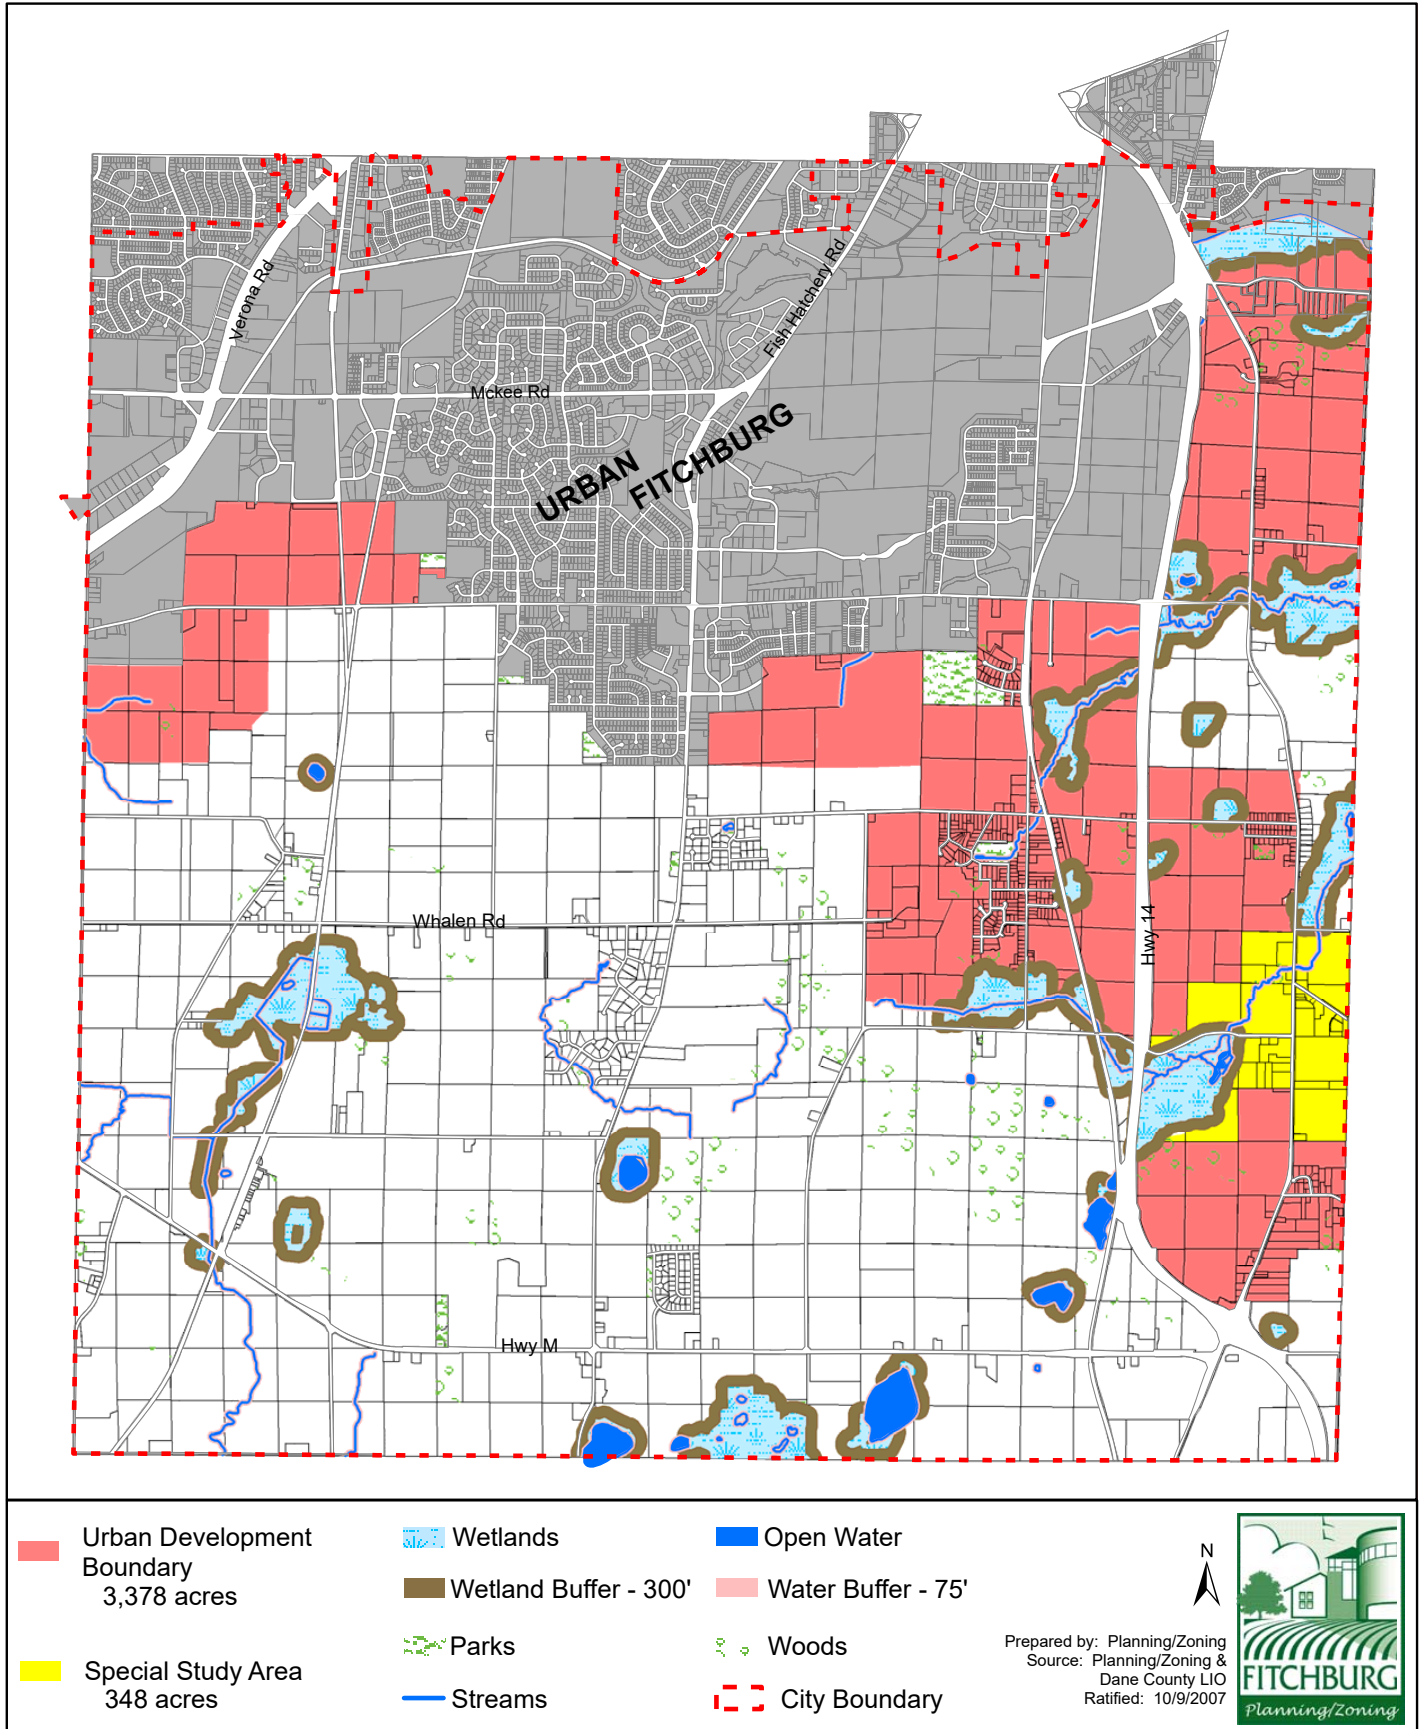 Verona Rd
Fish Hatchery Rd
Mckee Rd
URBAN
FITCHBURG
Whalen Rd
Hwy 14
Hwy M
Urban Development
Boundary
3,378 acres
Special Study Area
348 acres
Wetlands
Wetland Buffer - 300'
Parks
Streams
Open Water
Water Buffer - 75'
Woods
City Boundary
N
Prepared by: Planning/Zoning
Source: Planning/Zoning &
Dane County LIO
Ratified: 10/9/2007
FITCHBURG
Planning/Zoning